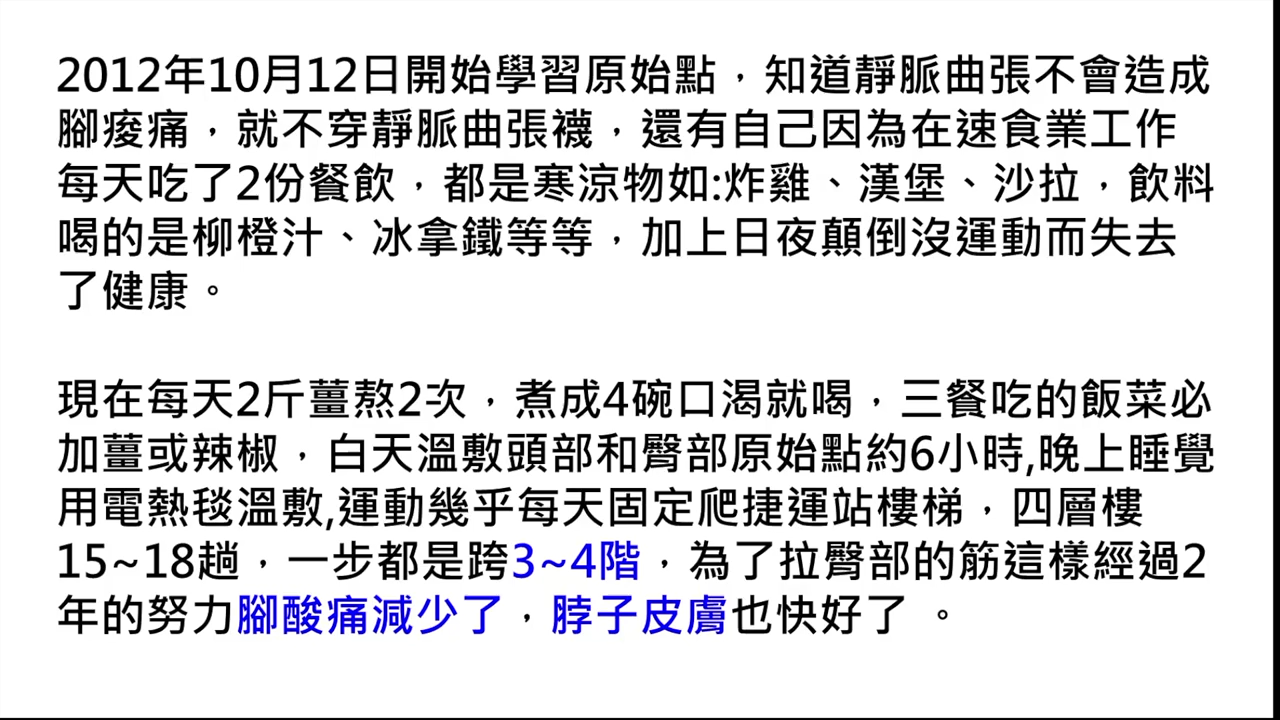 2012年10月12日開始學習原始點，知道靜脈曲張不會造成
腳痠痛，就不穿靜脈曲張襪，還有自己因為在速食業工作
每天吃了2份餐飲，都是寒涼物如:炸雞、漢堡、沙拉，飲料
喝的是柳橙汁、冰拿鐵等等，加上日夜顛倒沒運動而失去
了健康。
現在每天2斤薑熬2次，煮成4碗口渴就喝，三餐吃的飯菜必
加薑或辣椒，白天溫敷頭部和臀部原始點約6小時,晚上睡覺
用電熱毯溫敷,運動幾乎每天固定爬捷運站樓梯，四層樓
15~18趟，一步都是跨3~4階，為了拉臀部的筋這樣經過2
年的努力腳酸痛減少了，脖子皮膚也快好了 。